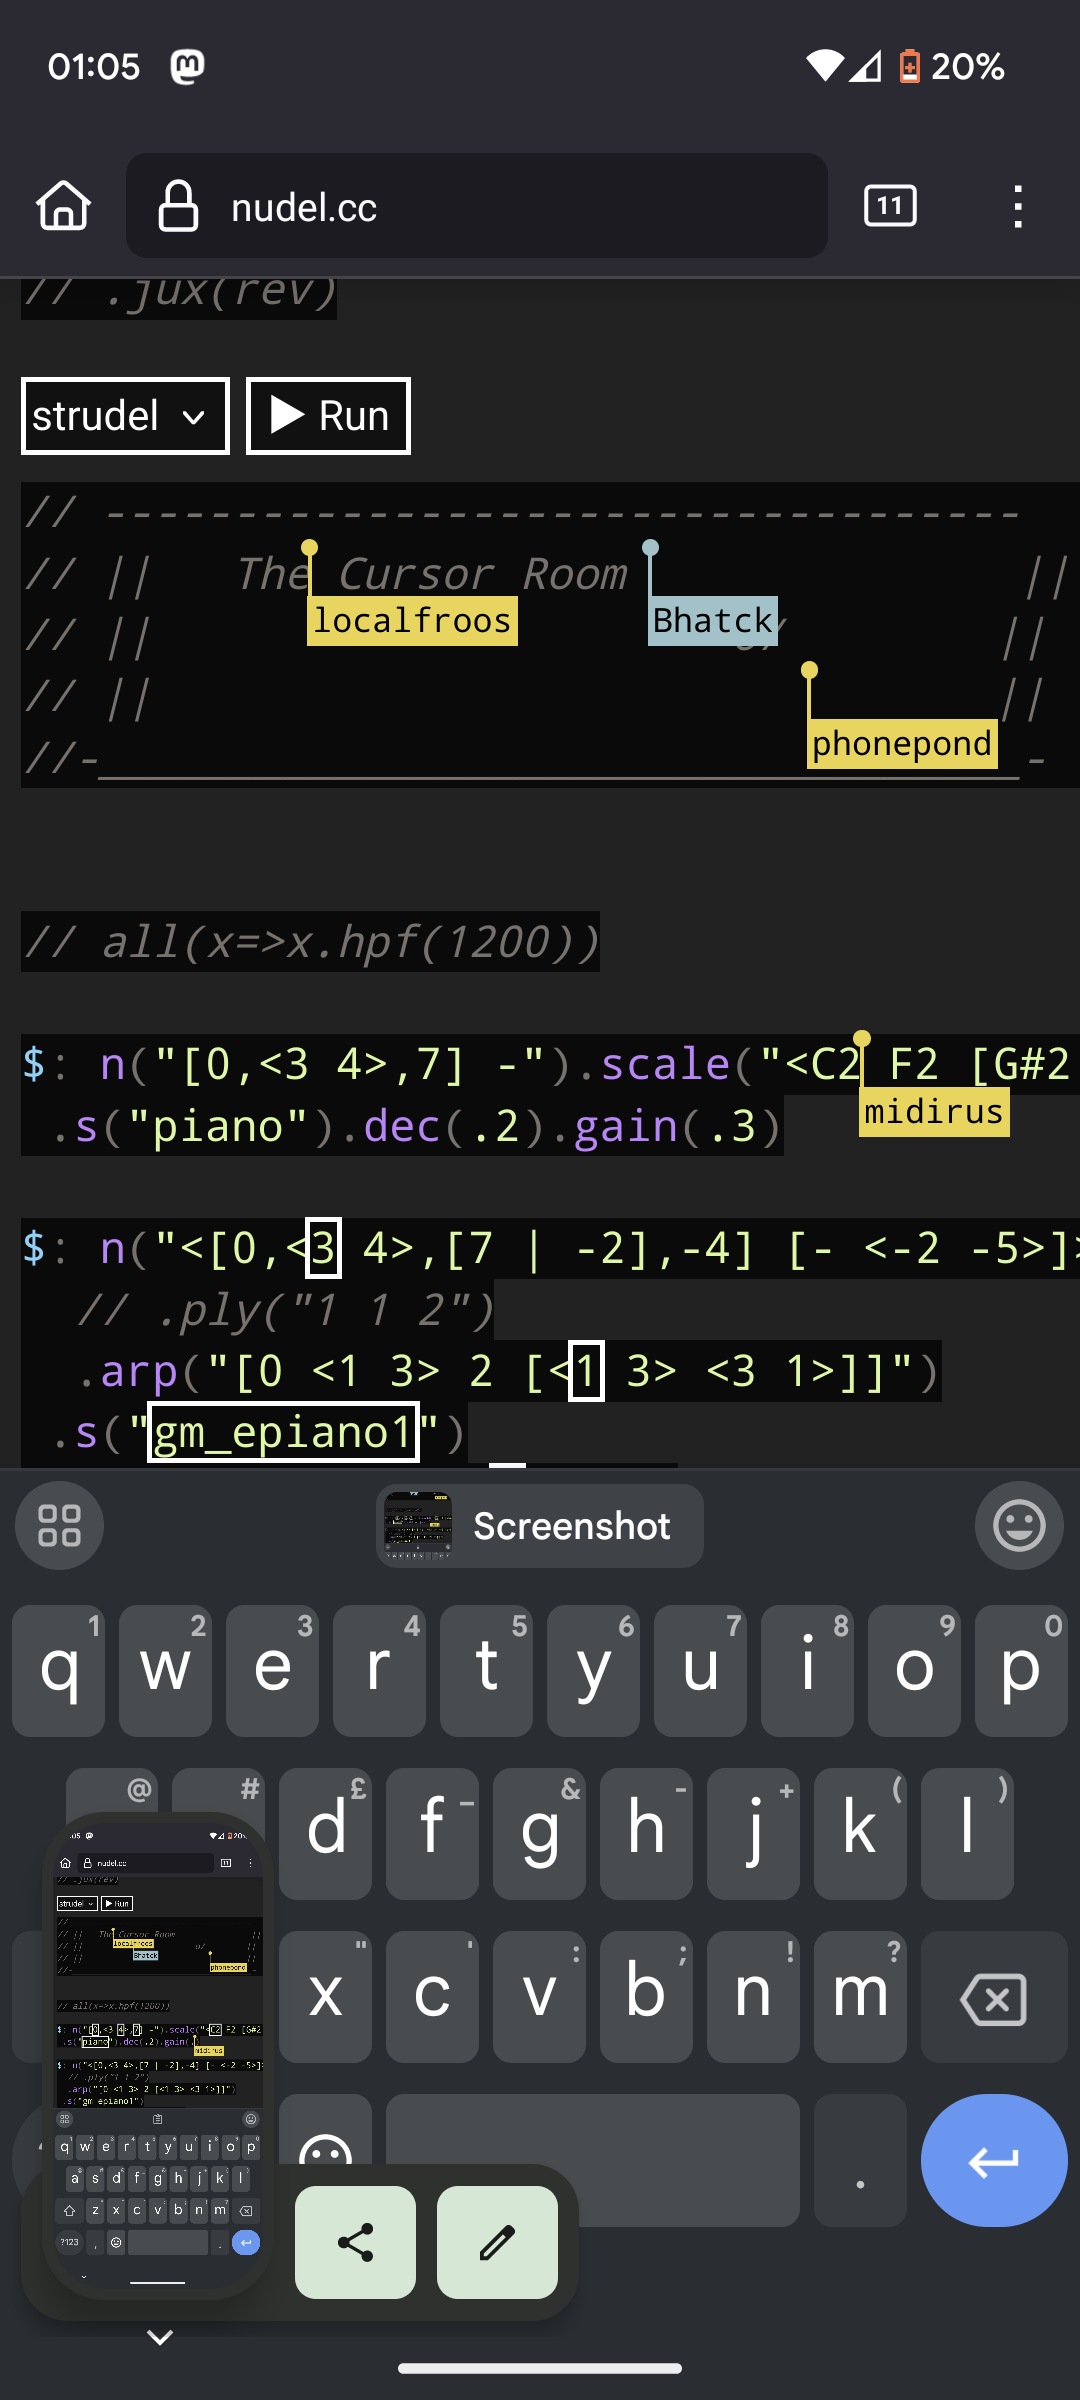 01:05 20%
nudel.cc 11
// .jux(rev)
strudel Run
// -----------------------------------
// || The Cursor Room ||
localfroos Bhatck
// || o/ ||
// || ||
phonepond
//-___________________________________-
// all(x=>x.hpf(1200))
$: n("[0,<3 4>,7] -").scale("<C2 F2 [G#2
midirus
.s("piano").dec(.2).gain(.3)
$: n("<[0,<3 4>,[7 | -2],-4] [- <-2 -5>]>
// .ply("1 1 2")
.arp("[0 <1 3> 2 [<1 3> <3 1>]]")
.s("gm_epiano1")
Screenshot
1 2 3 4 5 6 7 8 9 0
q w e r t y u i o p
@ # £ _ & - + ( )
d f g h j k l
" ' : ; ! ?
x c v b n m
.